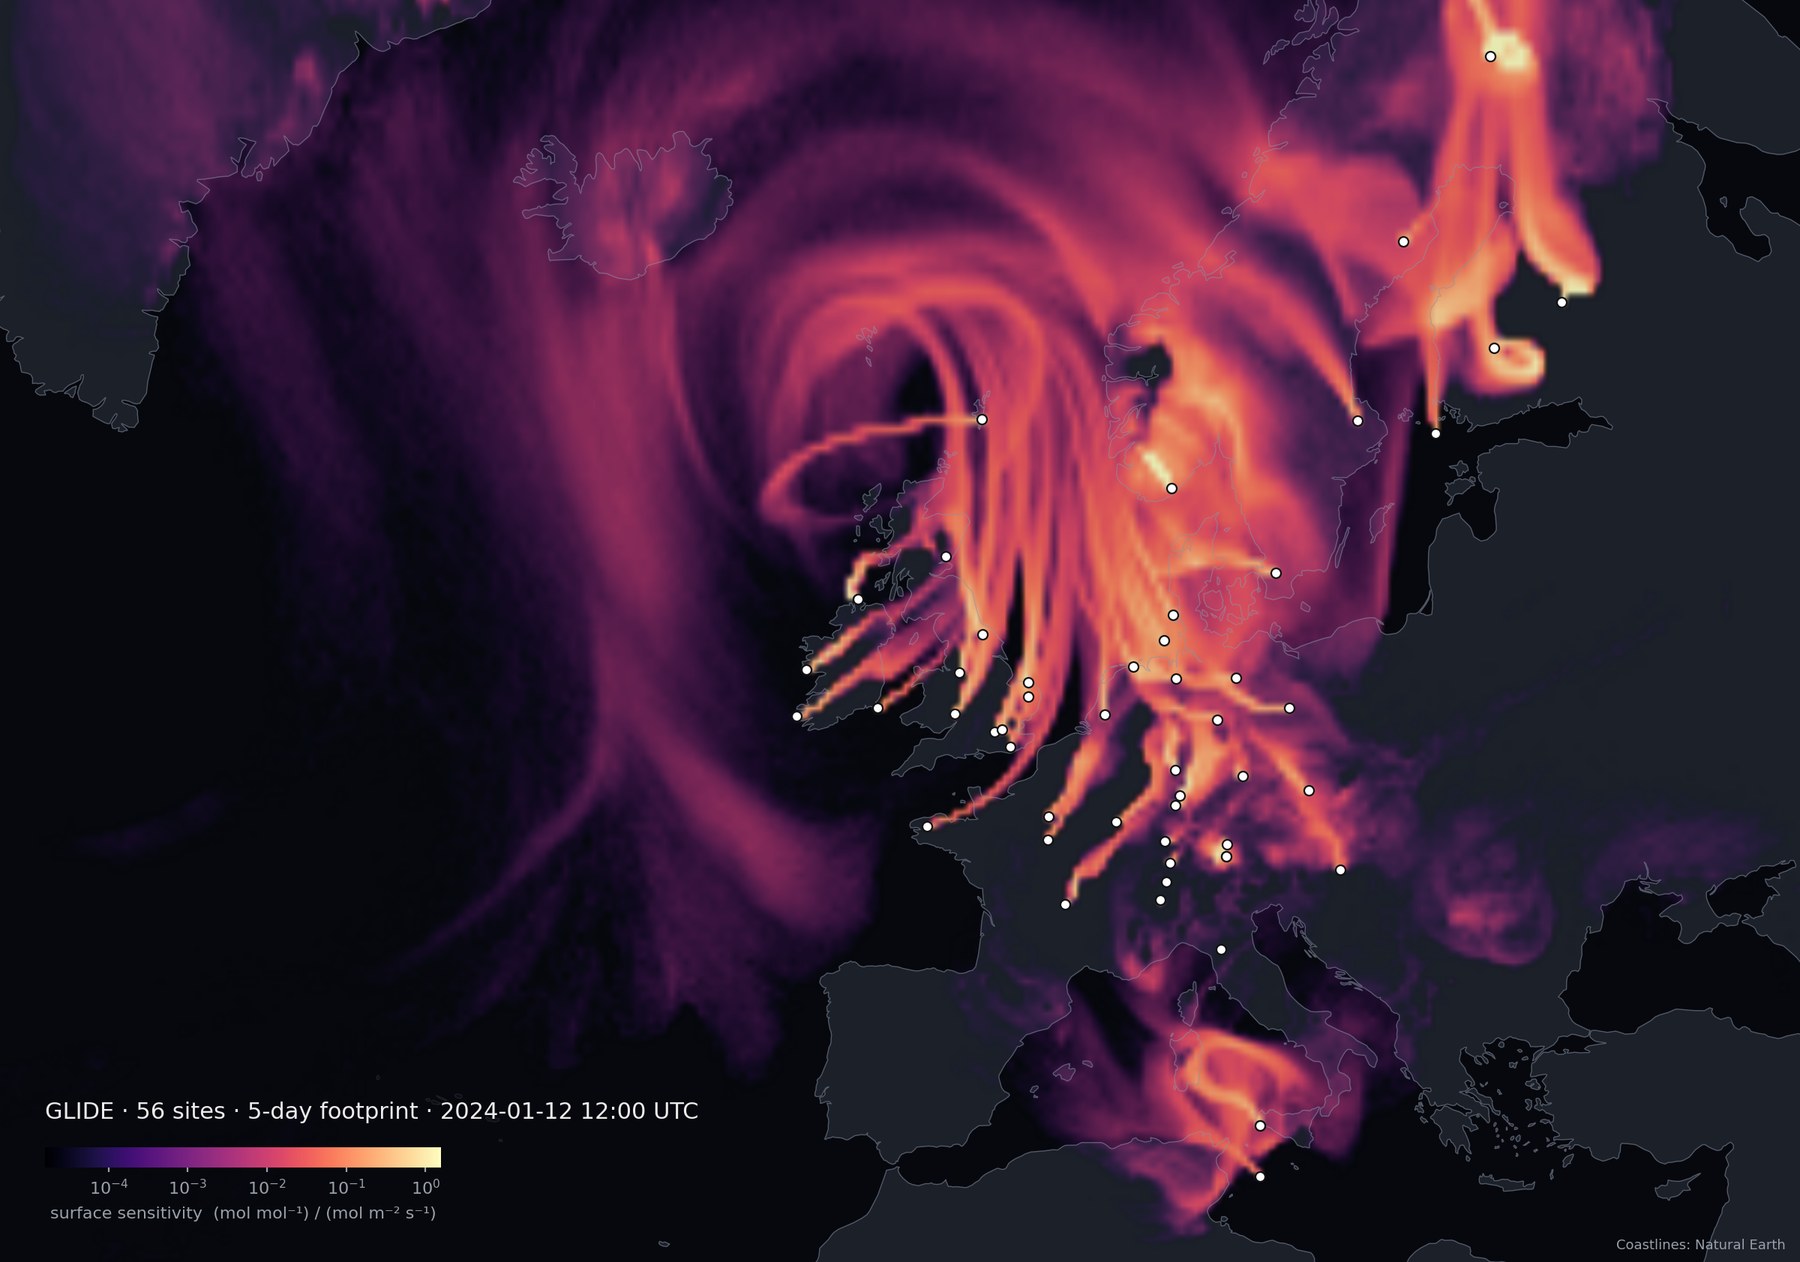 GLIDE · 56 sites · 5-day footprint · 2024-01-12 12:00 UTC
10⁻⁴ 10⁻³ 10⁻² 10⁻¹ 10⁰
surface sensitivity (mol mol⁻¹) / (mol m⁻² s⁻¹)
Coastlines: Natural Earth